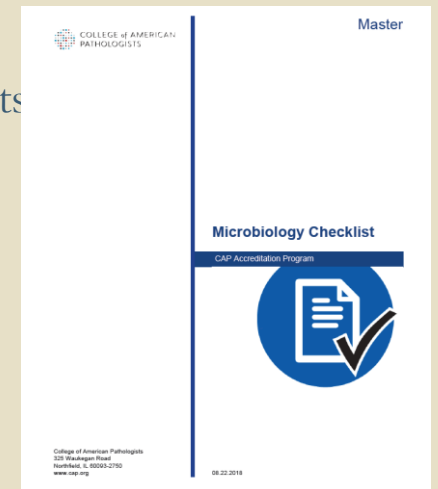 ts
COLLEGE of AMERICAN
PATHOLOGISTS
Master
Microbiology Checklist
CAP Accreditation Program
College of American Pathologists
325 Waukegan Road
Northfield, IL 60093-2750
www.cap.org
08.22.2018